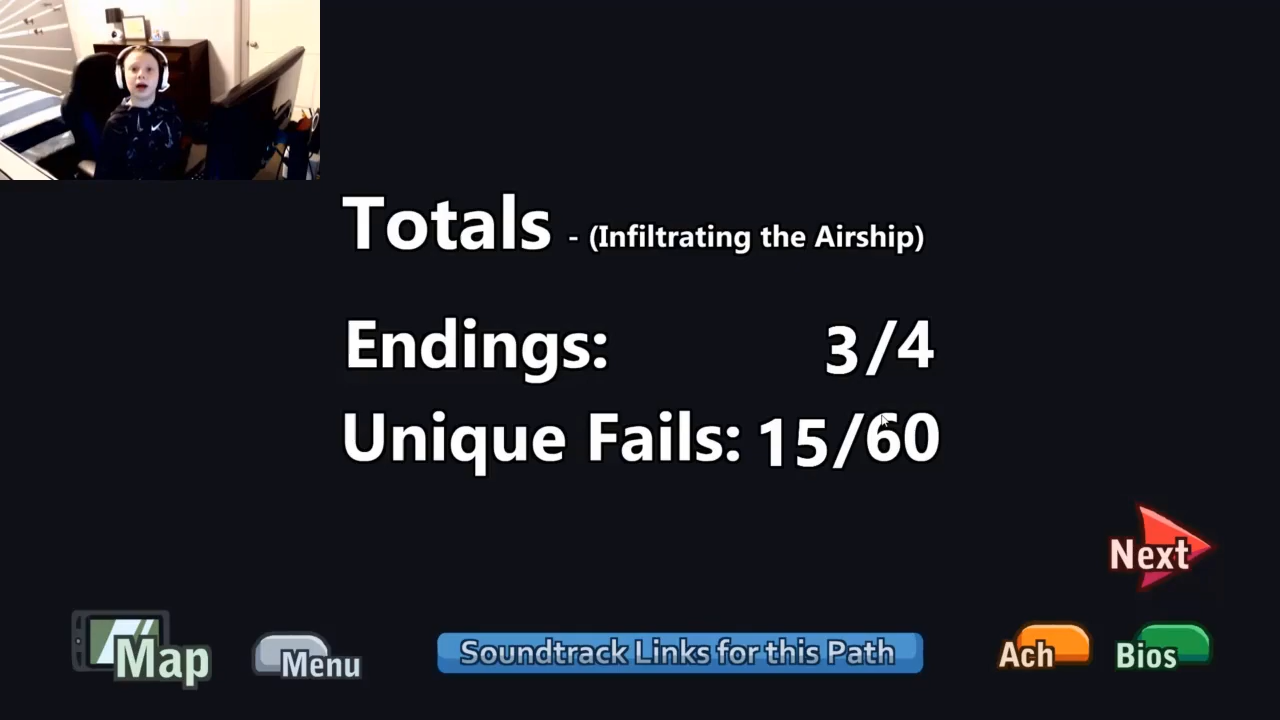 Totals - (Infiltrating the Airship)
Endings: 3/4
Unique Fails: 15/60
Next
Map
Menu
Soundtrack Links for this Path
Ach
Bios